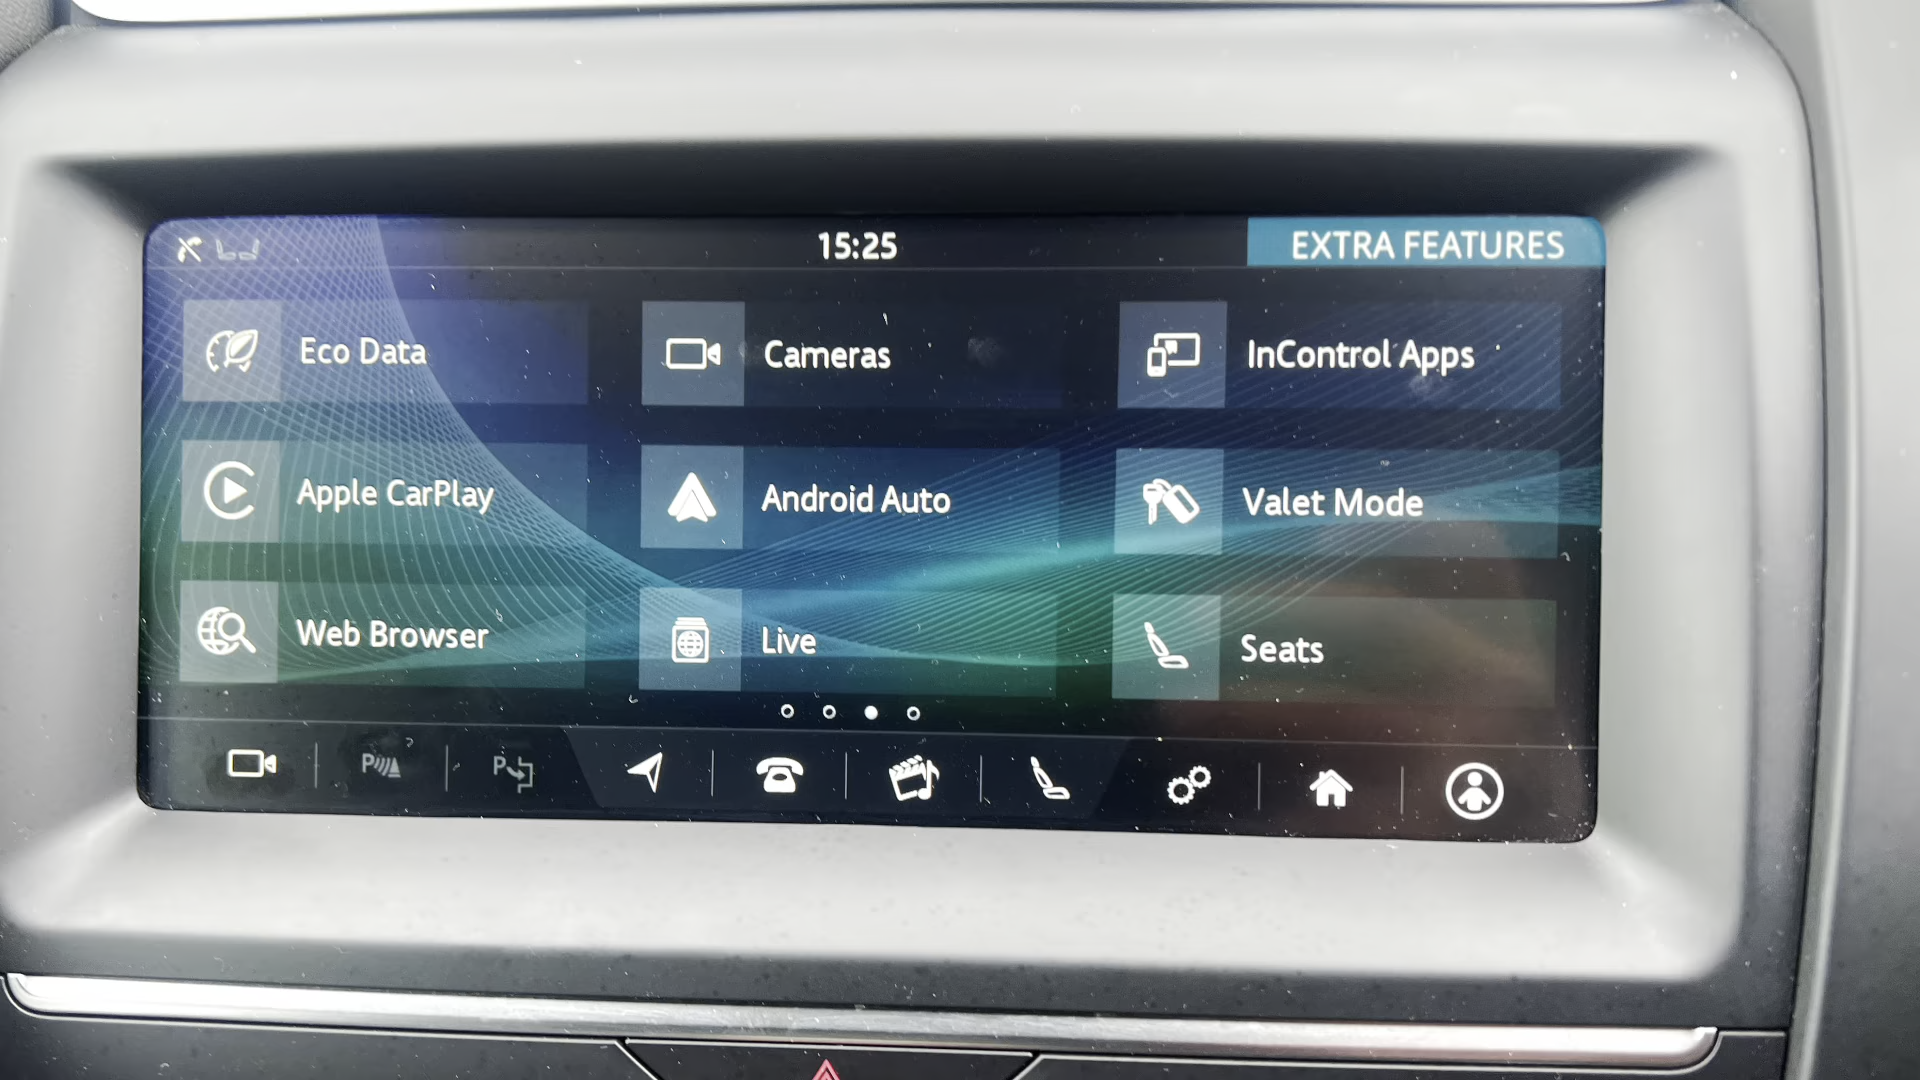 15:25
EXTRA FEATURES
Eco Data
Cameras
InControl Apps
Apple CarPlay
Android Auto
Valet Mode
Web Browser
Live
Seats
P
P